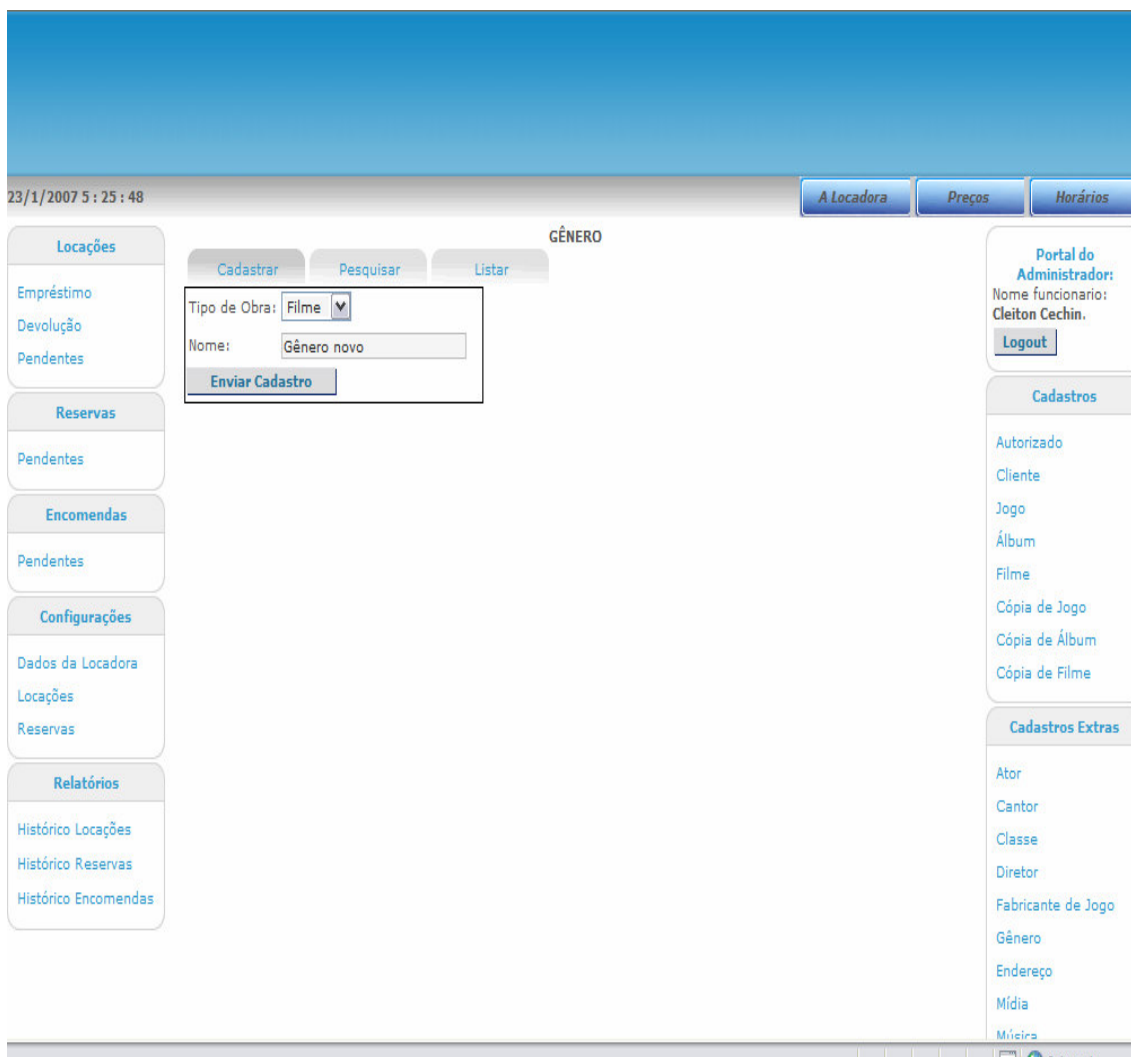 23/1/2007 5 : 25 : 48
A Locadora
Preços
Horários
Locações
Empréstimo
Devolução
Pendentes
Reservas
Pendentes
Encomendas
Pendentes
Configurações
Dados da Locadora
Locações
Reservas
Relatórios
Histórico Locações
Histórico Reservas
Histórico Encomendas
GÊNERO
Cadastrar Pesquisar Listar
Tipo de Obra: Filme
Nome: Gênero novo
Enviar Cadastro
Portal do
Administrador:
Nome funcionario:
Cleiton Cechin.
Logout
Cadastros
Autorizado
Cliente
Jogo
Álbum
Filme
Cópia de Jogo
Cópia de Álbum
Cópia de Filme
Cadastros Extras
Ator
Cantor
Classe
Diretor
Fabricante de Jogo
Gênero
Endereço
Mídia
Música